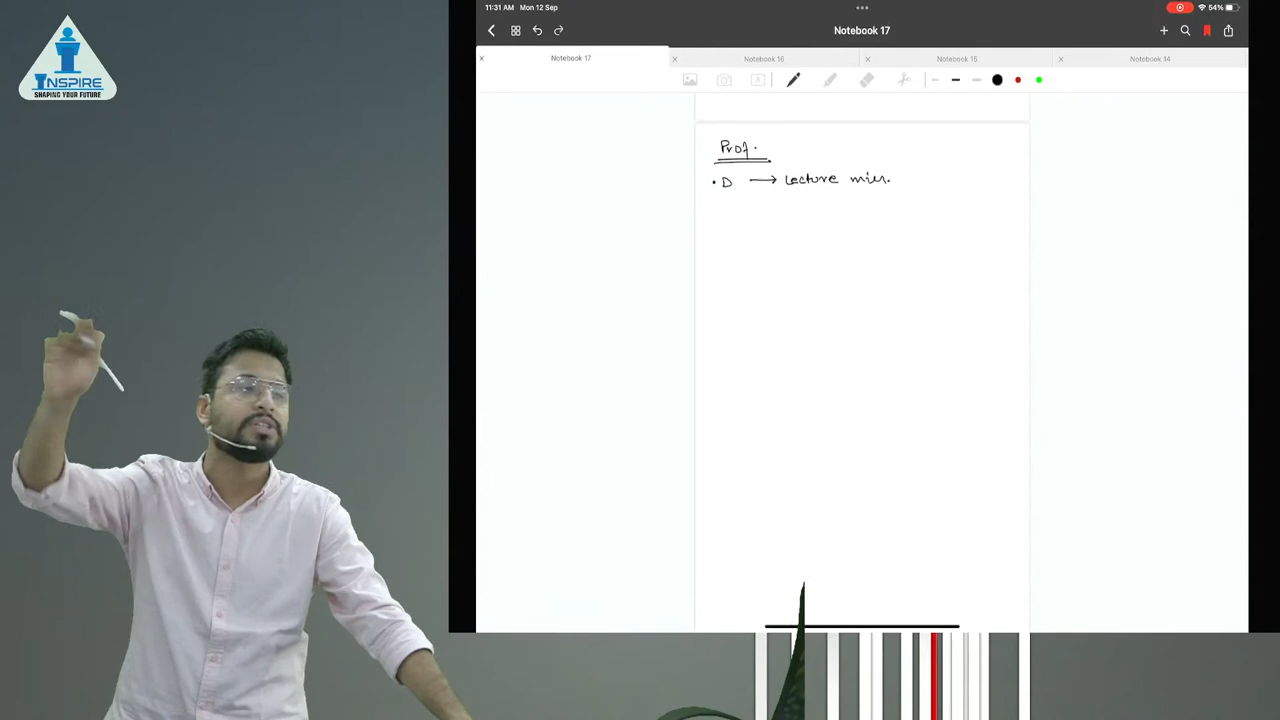 11:31 AM Mon 12 Sep
54%
Notebook 17
Notebook 17
Notebook 16
Notebook 15
Notebook 14
A
INSPIRE
SHAPING YOUR FUTURE
Prof.
• D → Lecture